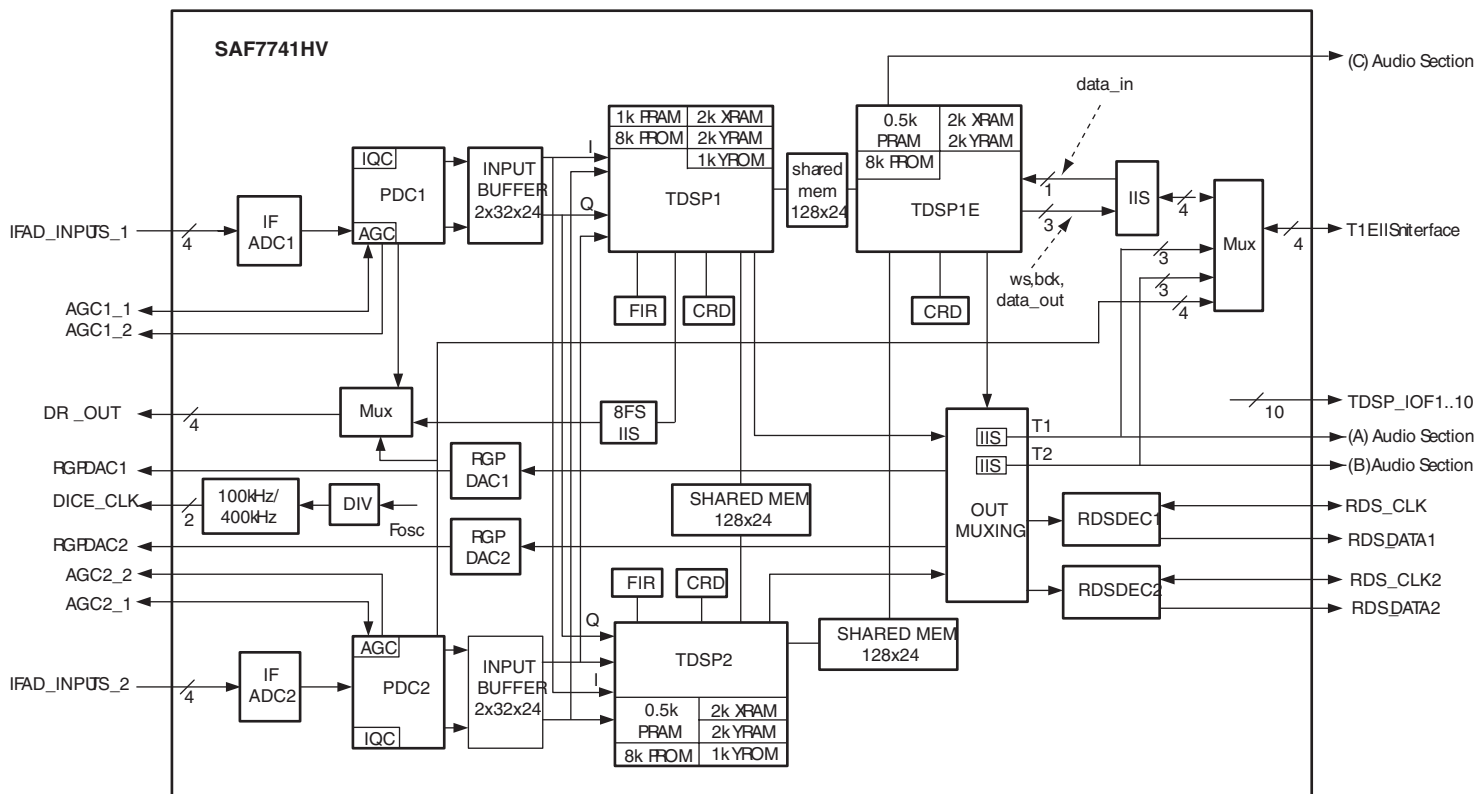 SAF7741HV
(C) Audio Section
data_in
1k PRAM
2k XRAM
8k PROM
2k YRAM
1k YROM
TDSP1
0.5k
PRAM
2k XRAM
2k YRAM
8k PROM
TDSP1E
IQC
PDC1
AGC
INPUT
BUFFER
2x32x24
I
Q
shared
mem
128x24
1
3
IIS
4
Mux
4
T1EIISnterface
IFAD_INPUTS_1
4
IF
ADC1
3
3
4
ws,bck,
data_out
AGC1_1
AGC1_2
FIR
CRD
CRD
DR _OUT
4
Mux
8FS
IIS
10
TDSP_IOF1..10
IIS
T1
(A) Audio Section
IIS
T2
(B)Audio Section
RGPDAC1
RGP
DAC1
DICE_CLK
2
100kHz/
400kHz
DIV
Fosc
SHARED MEM
128x24
OUT
MUXING
RDSDEC1
RDS_CLK
RDSDATA1
RGPDAC2
RGP
DAC2
AGC2_2
AGC2_1
FIR
CRD
RDSDEC2
RDS_CLK2
RDSDATA2
Q
I
AGC
PDC2
IQC
INPUT
BUFFER
2x32x24
TDSP2
SHARED MEM
128x24
IFAD_INPUTS_2
4
IF
ADC2
0.5k
PRAM
2k XRAM
2k YRAM
8k PROM
1k YROM